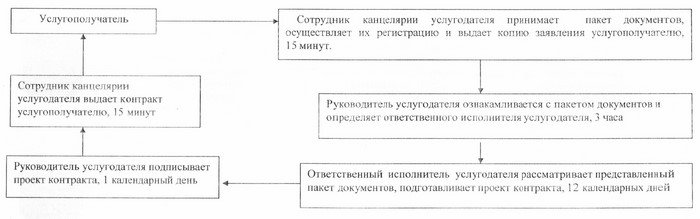 Услугополучатель
Сотрудник канцелярии услугодателя принимает пакет документов,
осуществляет их регистрацию и выдает копию заявления услугополучателю,
15 минут.
Руководитель услугодателя ознакамливается с пакетом документов и
определяет ответственного исполнителя услугодателя, 3 часа
Ответственный исполнитель услугодателя рассматривает представленный
пакет документов, подготавливает проект контракта, 12 календарных дней
Руководитель услугодателя подписывает
проект контракта, 1 календарный день
Сотрудник канцелярии
услугодателя выдает контракт
услугополучателю, 15 минут